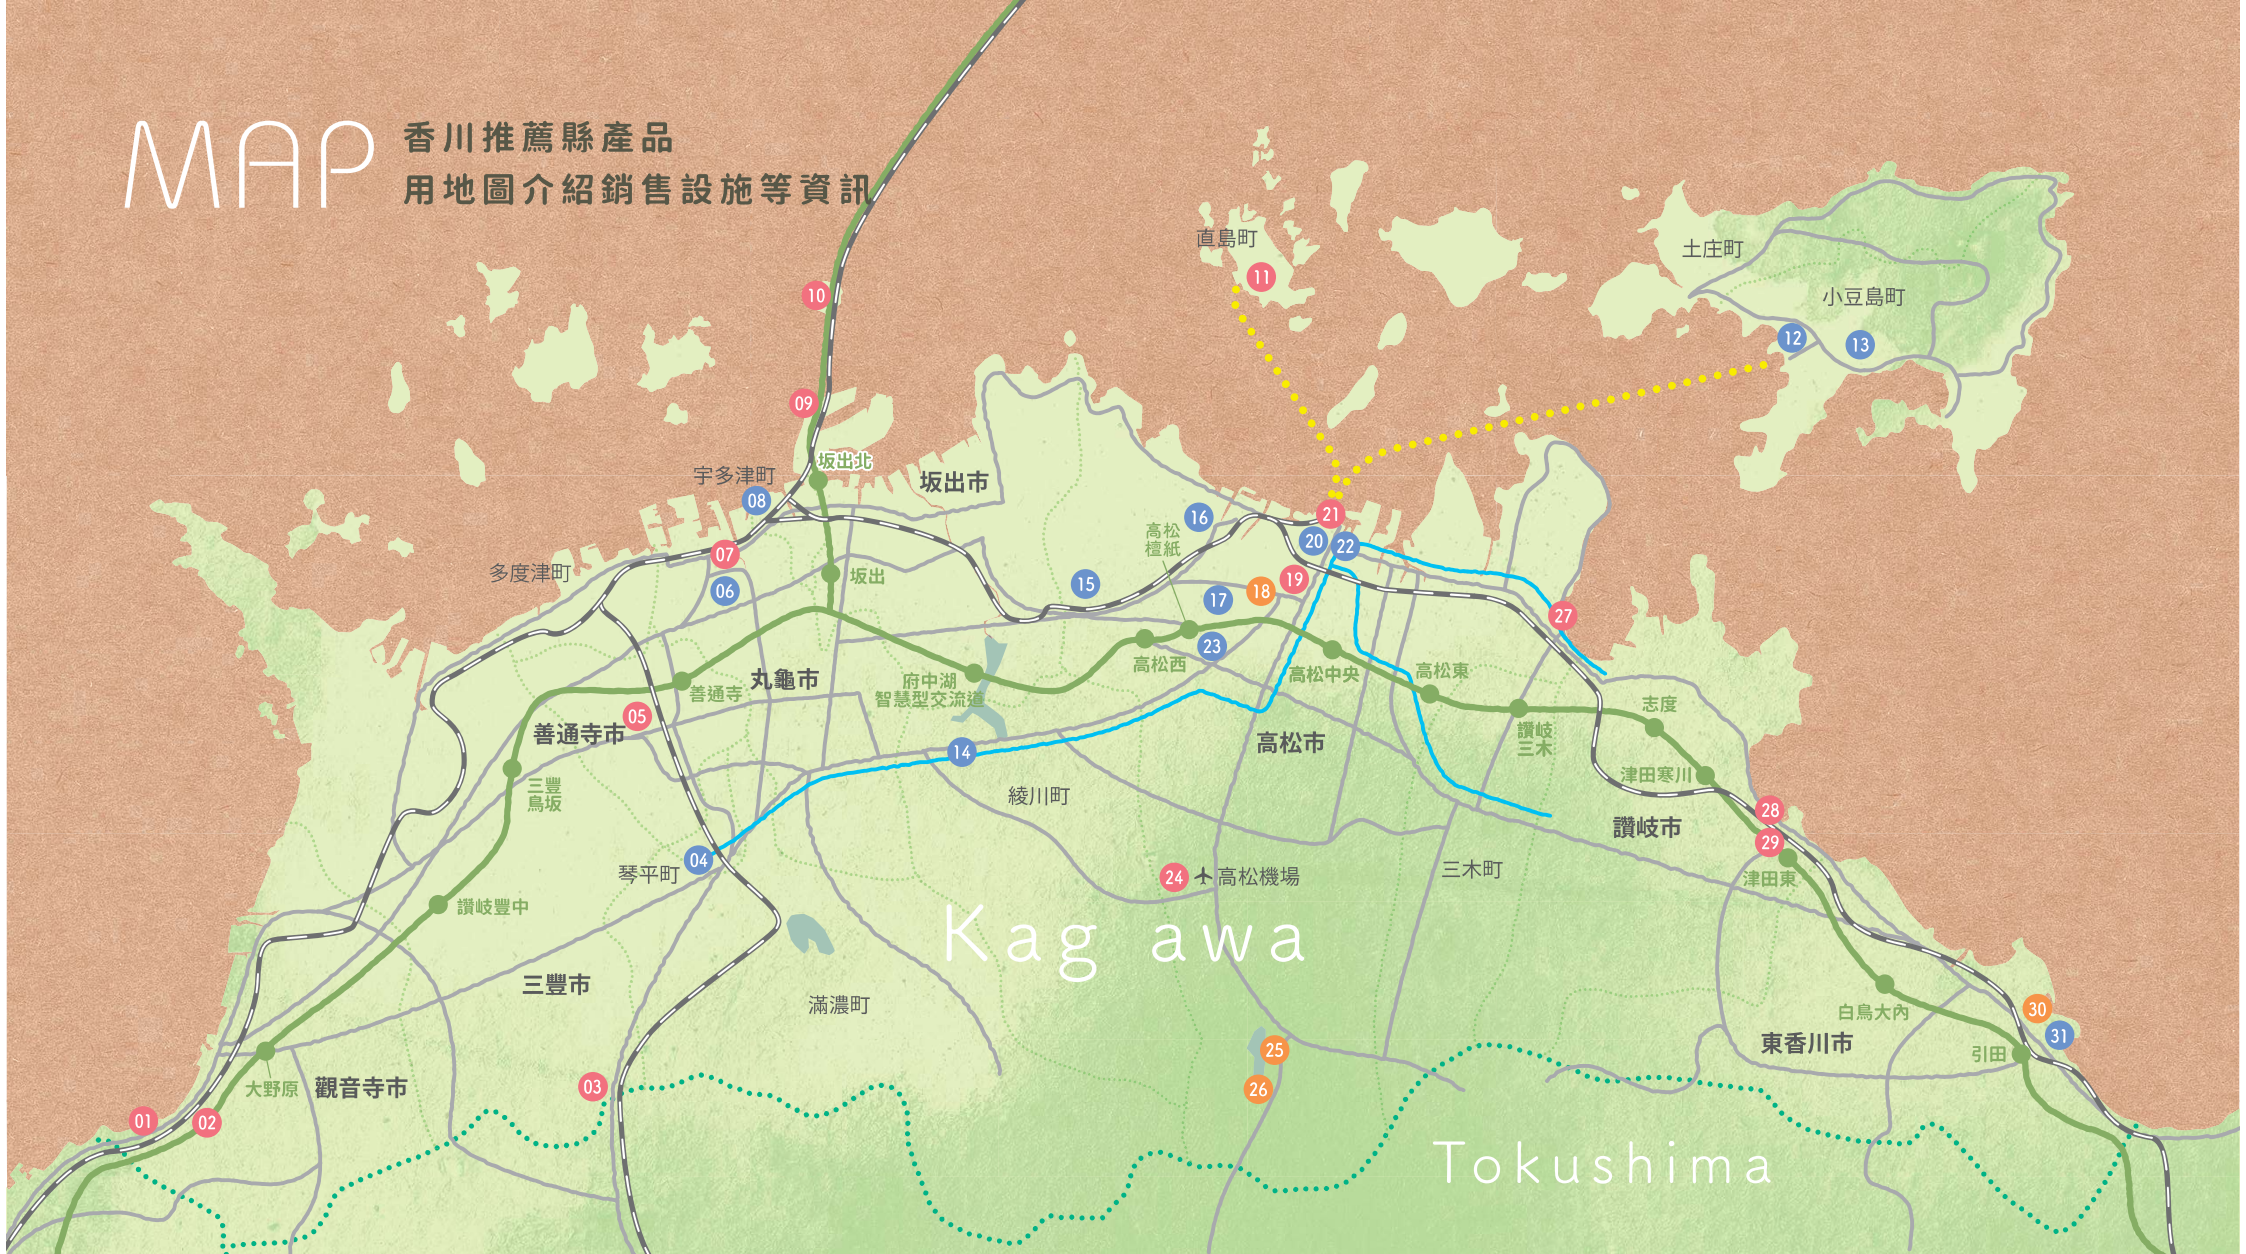 MAP
香川推薦縣產品
用地圖介紹銷售設施等資訊
直島町
11
土庄町
小豆島町
10
12
13
09
坂出北
宇多津町
坂出市
08
16
21
高松
檀紙
20
22
07
多度津町
坂出
15
19
06
17
18
27
23
高松西
高松中央
高松東
丸龜市
府中湖
智慧型交流道
善通寺
志度
05
善通寺市
讚岐
三木
高松市
14
津田寒川
三豐
鳥坂
綾川町
28
讚岐市
29
04
琴平町
24
高松機場
三木町
津田東
讚岐豐中
Kagawa
三豐市
滿濃町
白鳥大內
30
31
東香川市
引田
25
大野原
觀音寺市
03
26
01
02
Tokushima